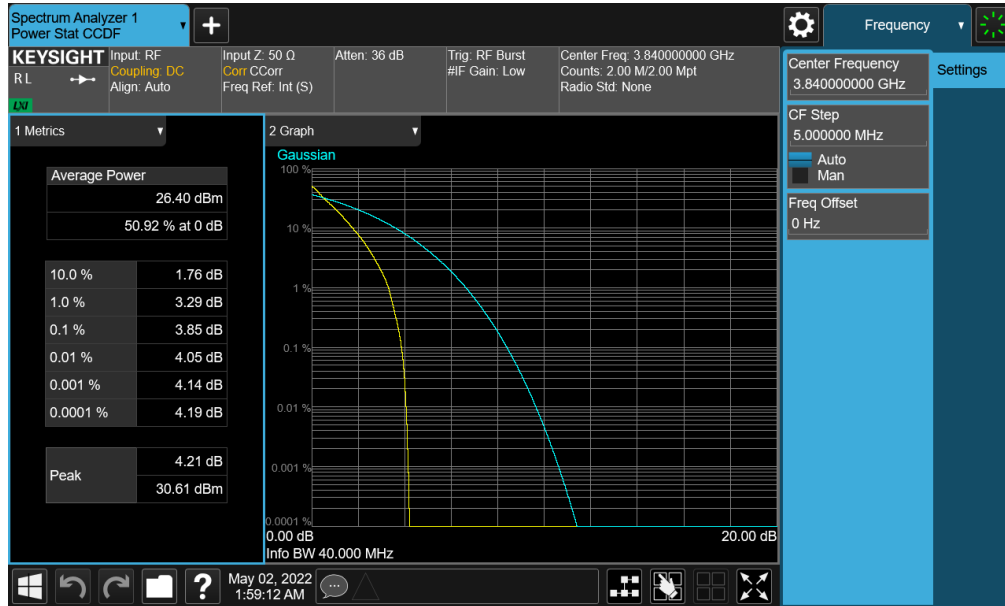 Spectrum Analyzer 1
Power Stat CCDF
+
Frequency
KEYSIGHT
R L
LXI
Input: RF
Coupling: DC
Align: Auto
Input Z: 50 Ω
Corr CCorr
Freq Ref: Int (S)
Atten: 36 dB
Trig: RF Burst
#IF Gain: Low
Center Freq: 3.840000000 GHz
Counts: 2.00 M/2.00 Mpt
Radio Std: None
Center Frequency
3.840000000 GHz
Settings
CF Step
5.000000 MHz
Auto
Man
Freq Offset
0 Hz
1 Metrics
Average Power
26.40 dBm
50.92 % at 0 dB
10.0 % 1.76 dB
1.0 % 3.29 dB
0.1 % 3.85 dB
0.01 % 4.05 dB
0.001 % 4.14 dB
0.0001 % 4.19 dB
Peak
4.21 dB
30.61 dBm
2 Graph
Gaussian
100 %
10 %
1 %
0.1 %
0.01 %
0.001 %
0.0001 %
0.00 dB 20.00 dB
Info BW 40.000 MHz
?
May 02, 2022
1:59:12 AM